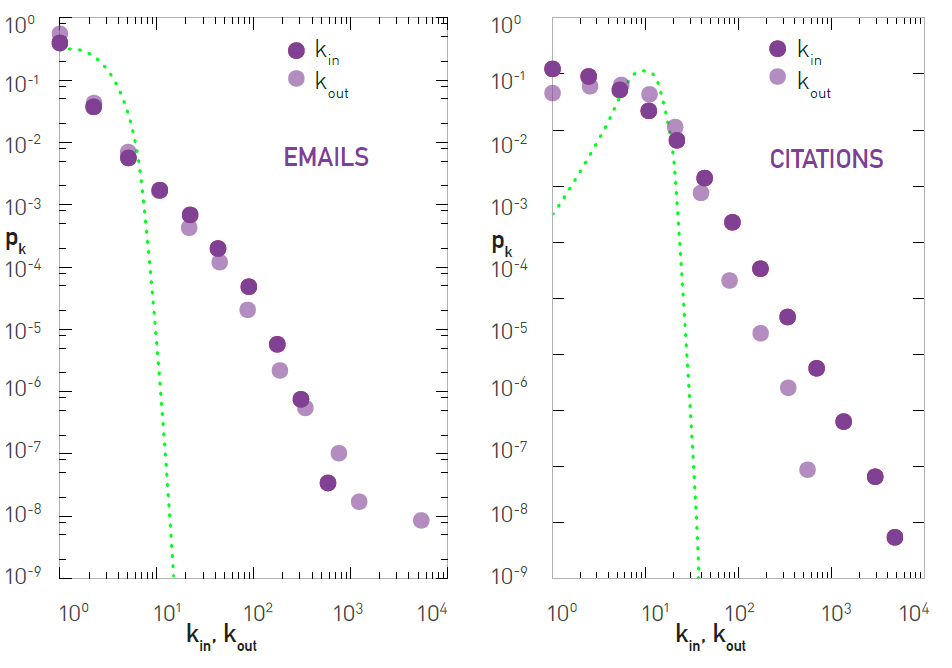 10⁰
10⁻¹
10⁻²
10⁻³
10⁻⁴
10⁻⁵
10⁻⁶
10⁻⁷
10⁻⁸
10⁻⁹
pₖ
k_in
k_out
EMAILS
10⁰ 10¹ 10² 10³ 10⁴
k_in, k_out
10⁰
10⁻¹
10⁻²
10⁻³
10⁻⁴
10⁻⁵
10⁻⁶
10⁻⁷
10⁻⁸
10⁻⁹
pₖ
k_in
k_out
CITATIONS
10⁰ 10¹ 10² 10³ 10⁴
k_in, k_out